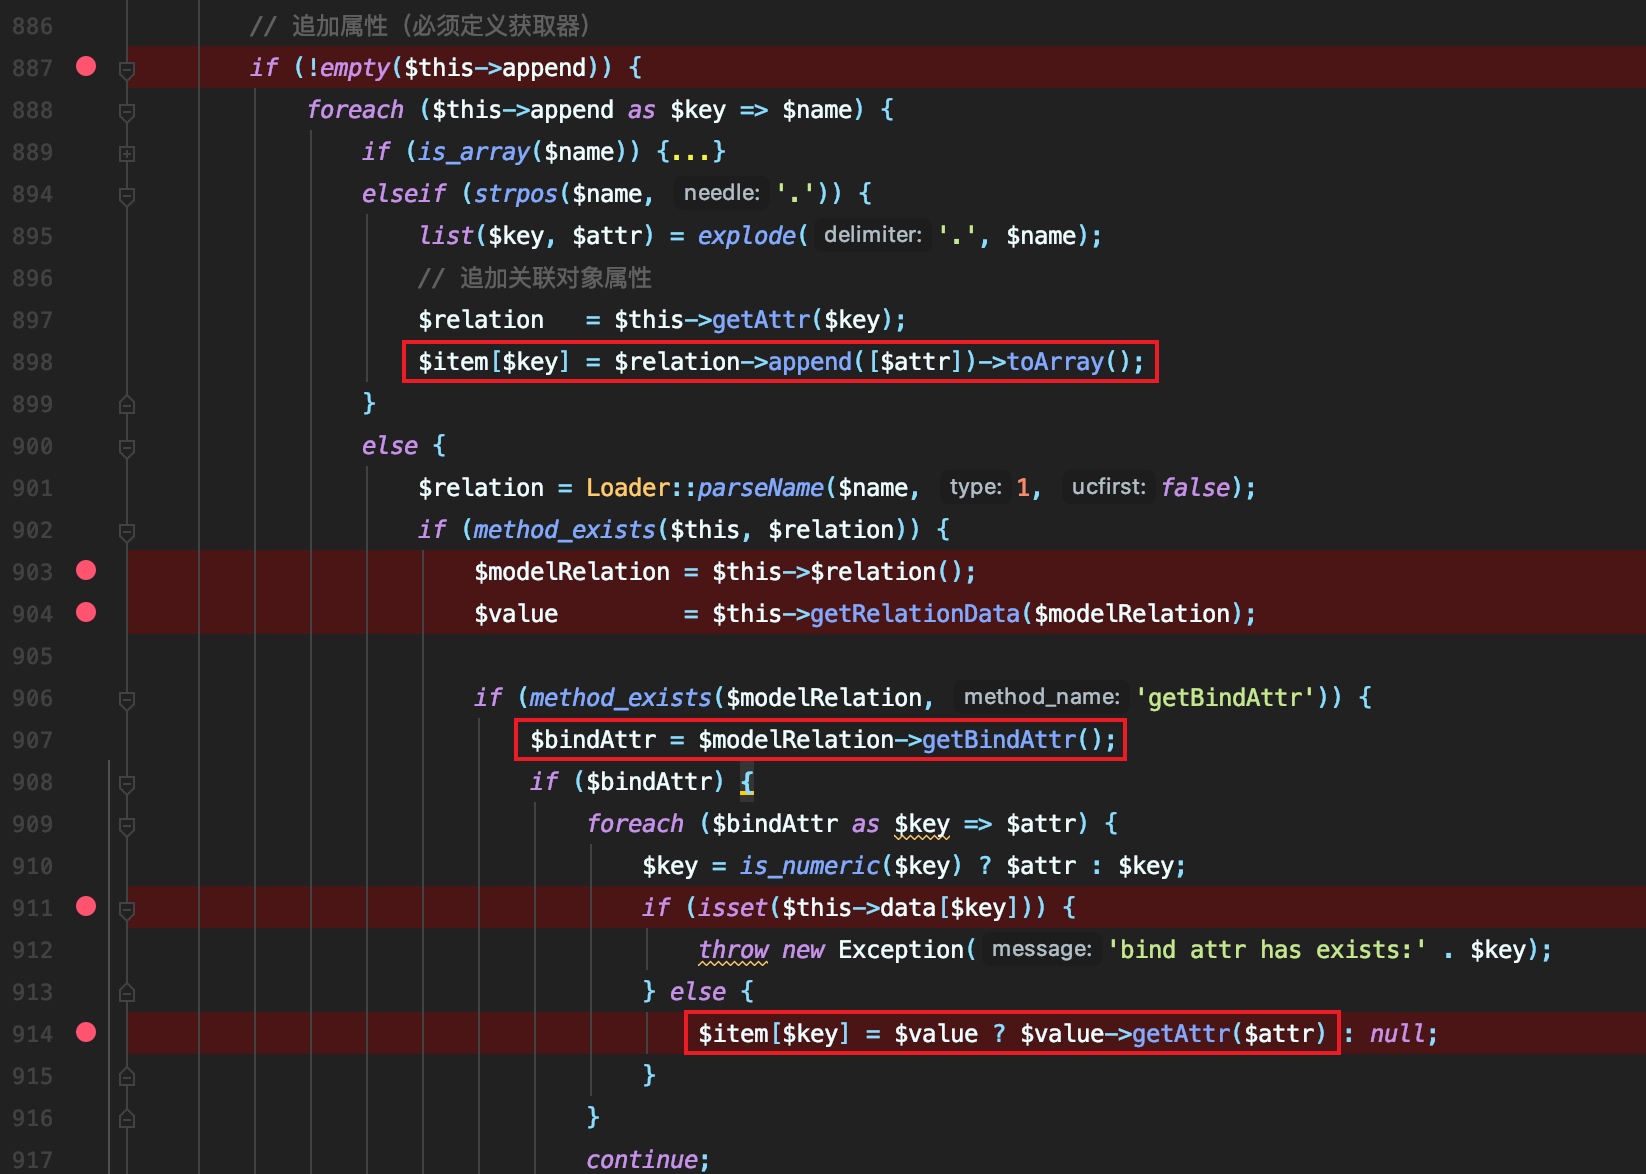 886 // 追加属性（必须定义获取器）
887 if (!empty($this->append)) {
888 foreach ($this->append as $key => $name) {
889 if (is_array($name)) {...}
894 elseif (strpos($name, needle: '.')) {
895 list($key, $attr) = explode( delimiter: '.', $name);
896 // 追加关联对象属性
897 $relation   = $this->getAttr($key);
898 $item[$key] = $relation->append([$attr])->toArray();
899 }
900 else {
901 $relation = Loader::parseName($name, type: 1, ucfirst: false);
902 if (method_exists($this, $relation)) {
903 $modelRelation = $this->$relation();
904 $value         = $this->getRelationData($modelRelation);
905
906 if (method_exists($modelRelation, method_name: 'getBindAttr')) {
907 $bindAttr = $modelRelation->getBindAttr();
908 if ($bindAttr) {
909 foreach ($bindAttr as $key => $attr) {
910 $key = is_numeric($key) ? $attr : $key;
911 if (isset($this->data[$key])) {
912 throw new Exception( message: 'bind attr has exists:' . $key);
913 } else {
914 $item[$key] = $value ? $value->getAttr($attr) : null;
915 }
916 }
917 continue;